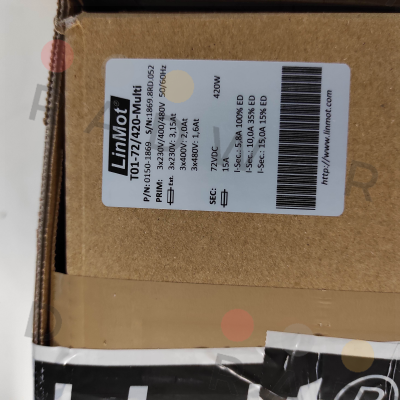 LinMot®
T01-72/420-Multi
P/N: 0150-1869 S/N:1869.8RD.052
PRIM: 3x230V/400/480V 50/60Hz
Ext. 3x230V: 3,15At
3x400V: 2,0At
3x480V: 1,6At
SEC: 72VDC 420W
15A
I-Sec.: 5,8A 100% ED
I-Sec.: 10,0A 35% ED
I-Sec.: 15,0A 15% ED
http://www.linmot.com